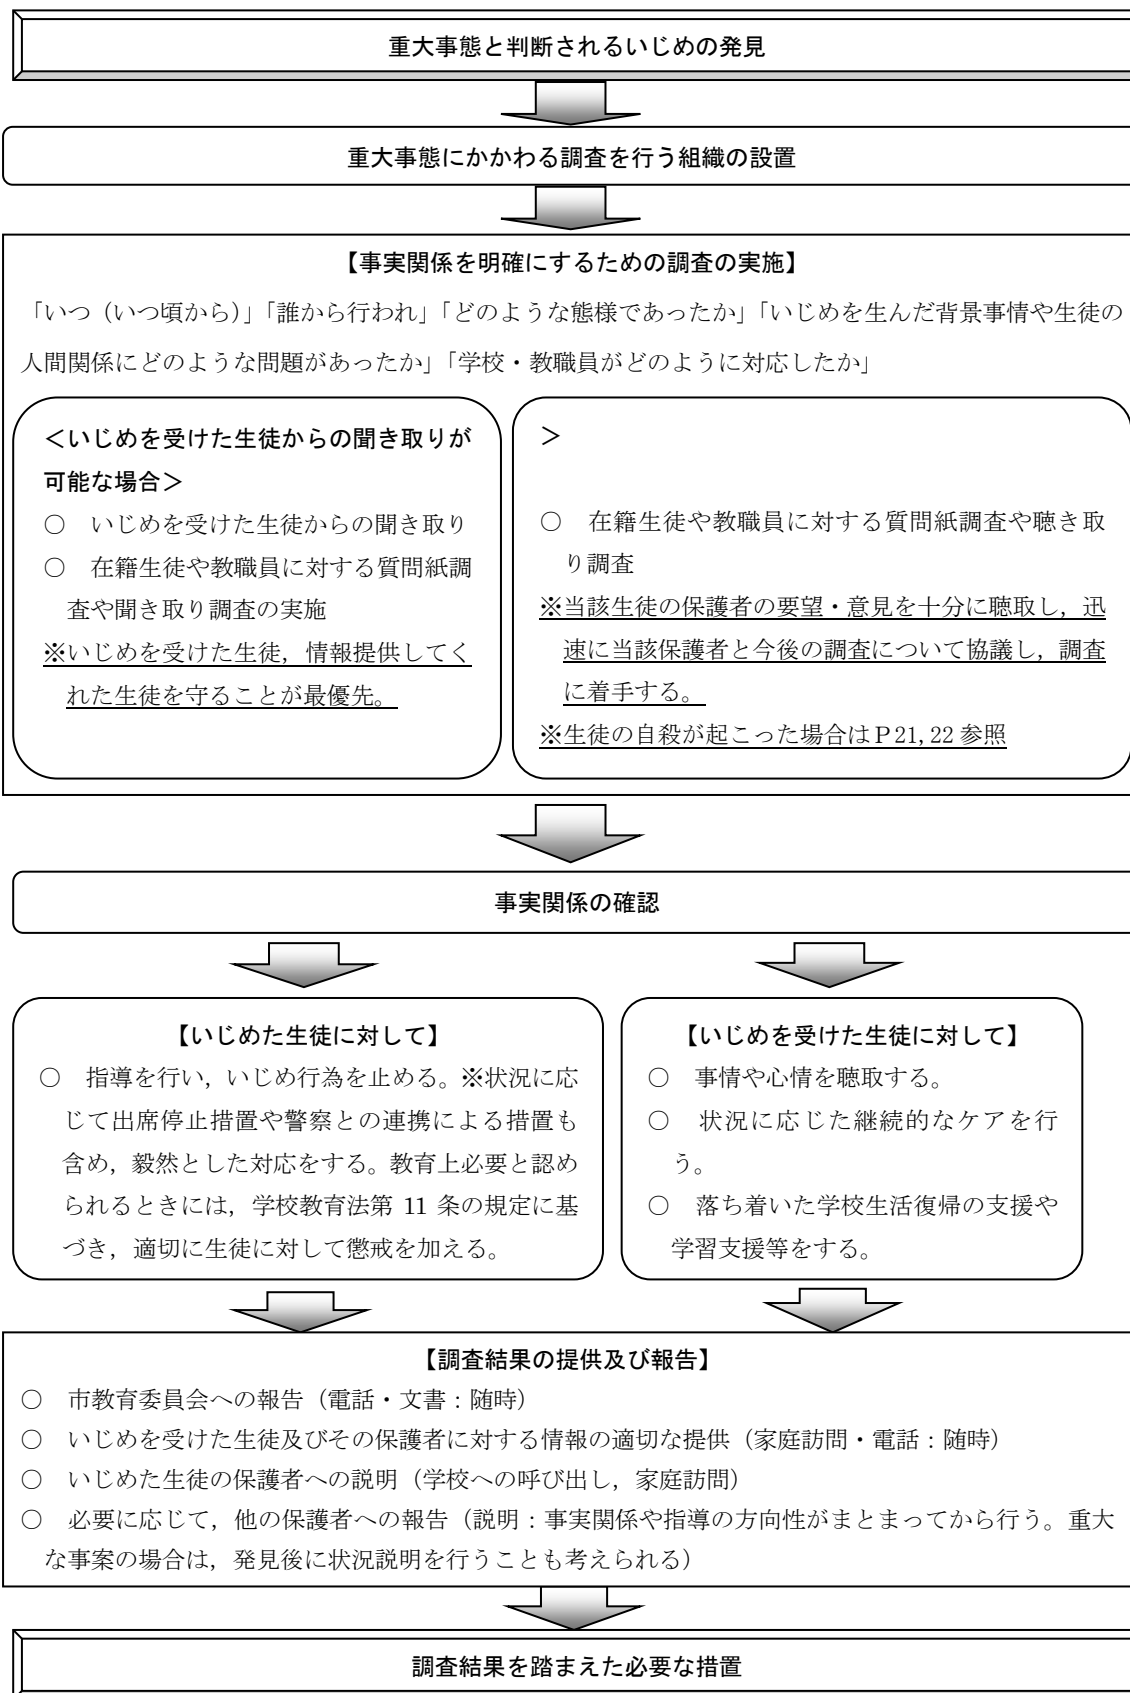 重大事態と判断されるいじめの発見
重大事態にかかわる調査を行う組織の設置
【事実関係を明確にするための調査の実施】
「いつ（いつ頃から）」「誰から行われ」「どのような態様であったか」「いじめを生んだ背景事情や生徒の
人間関係にどのような問題があったか」「学校・教職員がどのように対応したか」
＜いじめを受けた生徒からの聞き取りが
可能な場合＞
○　いじめを受けた生徒からの聞き取り
○　在籍生徒や教職員に対する質問紙調
査や聞き取り調査の実施
※いじめを受けた生徒，情報提供してく
れた生徒を守ることが最優先。
＞
○　在籍生徒や教職員に対する質問紙調査や聴き取
り調査
※当該生徒の保護者の要望・意見を十分に聴取し，迅
速に当該保護者と今後の調査について協議し，調査
に着手する。
※生徒の自殺が起こった場合はＰ21, 22 参照
事実関係の確認
【いじめた生徒に対して】
○　指導を行い，いじめ行為を止める。※状況に応
じて出席停止措置や警察との連携による措置も
含め，毅然とした対応をする。教育上必要と認め
られるときには，学校教育法第 11 条の規定に基
づき，適切に生徒に対して懲戒を加える。
【いじめを受けた生徒に対して】
○　事情や心情を聴取する。
○　状況に応じた継続的なケアを行
う。
○　落ち着いた学校生活復帰の支援や
学習支援等をする。
【調査結果の提供及び報告】
○　市教育委員会への報告（電話・文書：随時）
○　いじめを受けた生徒及びその保護者に対する情報の適切な提供（家庭訪問・電話：随時）
○　いじめた生徒の保護者への説明（学校への呼び出し，家庭訪問）
○　必要に応じて，他の保護者への報告（説明：事実関係や指導の方向性がまとまってから行う。重大
な事案の場合は，発見後に状況説明を行うことも考えられる）
調査結果を踏まえた必要な措置